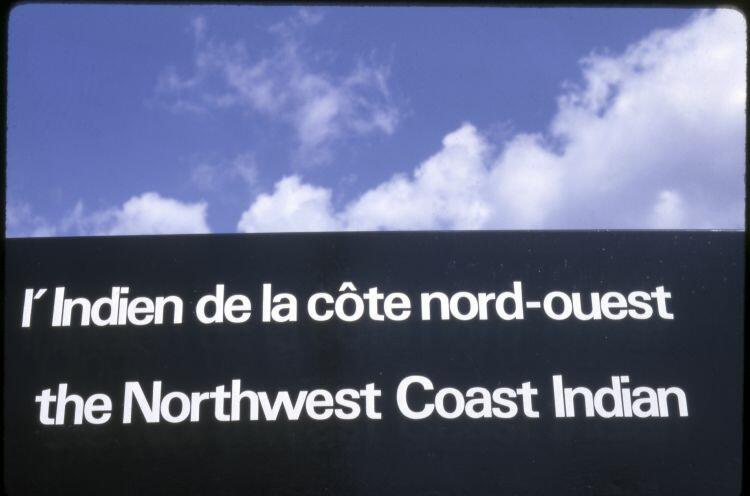 l'Indien de la côte nord-ouest
the Northwest Coast Indian